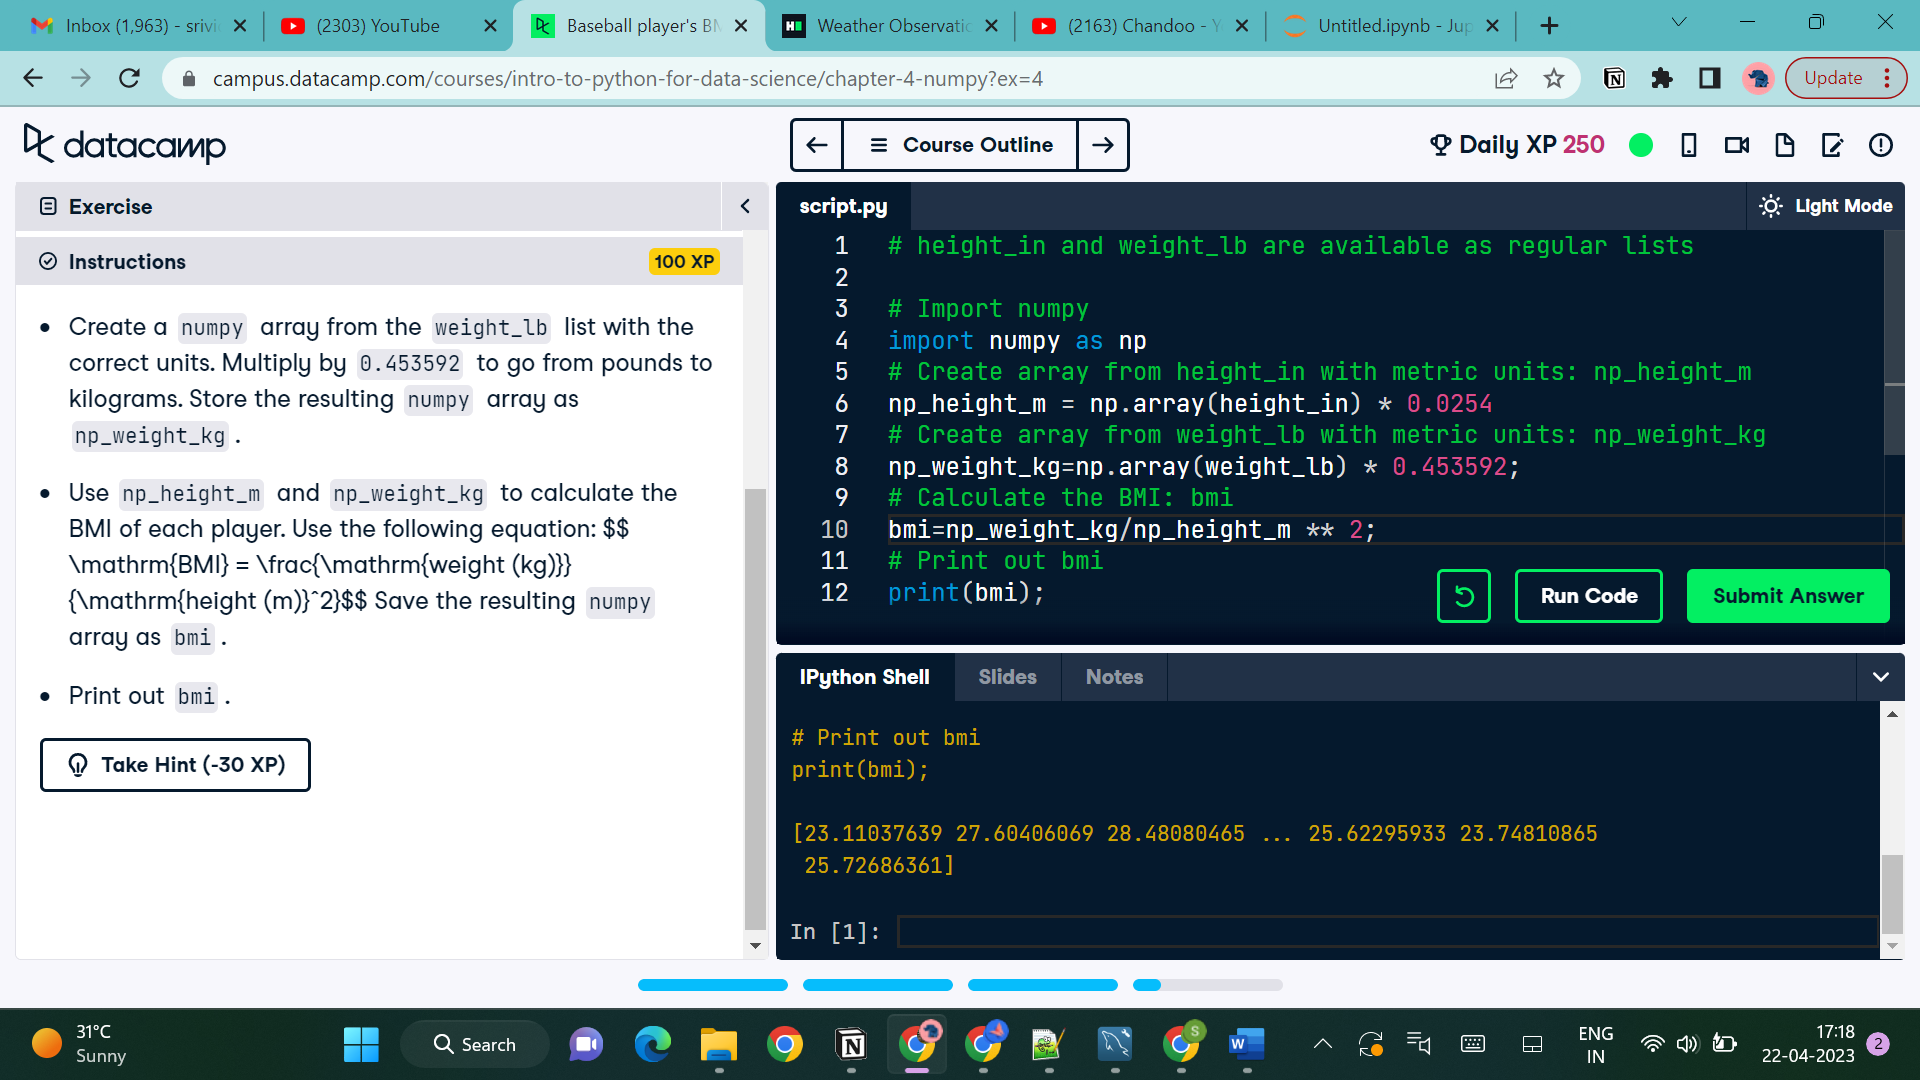 Inbox (1,963) - srivi
(2303) YouTube
Baseball player's BM
Weather Observatio
(2163) Chandoo - Y
Untitled.ipynb - Jup
campus.datacamp.com/courses/intro-to-python-for-data-science/chapter-4-numpy?ex=4
Update
datacamp
Course Outline
Daily XP 250
Exercise
Instructions
100 XP
• Create a numpy array from the weight_lb list with the
correct units. Multiply by 0.453592 to go from pounds to
kilograms. Store the resulting numpy array as
np_weight_kg .
• Use np_height_m and np_weight_kg to calculate the
BMI of each player. Use the following equation: $$
\mathrm{BMI} = \frac{\mathrm{weight (kg)}}
{\mathrm{height (m)}^2}$$ Save the resulting numpy
array as bmi .
• Print out bmi .
Take Hint (-30 XP)
script.py
Light Mode
1 # height_in and weight_lb are available as regular lists
2
3 # Import numpy
4 import numpy as np
5 # Create array from height_in with metric units: np_height_m
6 np_height_m = np.array(height_in) * 0.0254
7 # Create array from weight_lb with metric units: np_weight_kg
8 np_weight_kg=np.array(weight_lb) * 0.453592;
9 # Calculate the BMI: bmi
10 bmi=np_weight_kg/np_height_m ** 2;
11 # Print out bmi
12 print(bmi);
Run Code
Submit Answer
IPython Shell
Slides
Notes
# Print out bmi
print(bmi);
[23.11037639 27.60406069 28.48080465 ... 25.62295933 23.74810865
25.72686361]
In [1]:
31°C
Sunny
Search
ENG
IN
17:18
22-04-2023
2